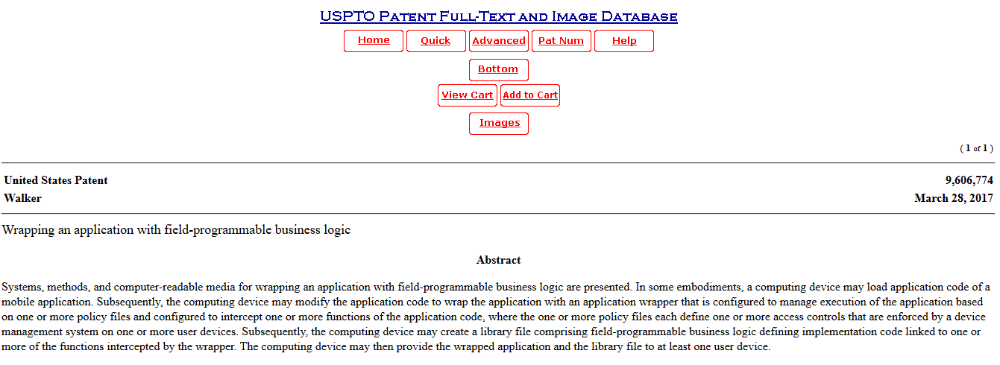 USPTO PATENT FULL-TEXT AND IMAGE DATABASE
Home Quick Advanced Pat Num Help
Bottom
View Cart Add to Cart
Images
( 1 of 1 )
United States Patent 9,606,774
Walker March 28, 2017
Wrapping an application with field-programmable business logic
Abstract
Systems, methods, and computer-readable media for wrapping an application with field-programmable business logic are presented. In some embodiments, a computing device may load application code of a
mobile application. Subsequently, the computing device may modify the application code to wrap the application with an application wrapper that is configured to manage execution of the application based
on one or more policy files and configured to intercept one or more functions of the application code, where the one or more policy files each define one or more access controls that are enforced by a device
management system on one or more user devices. Subsequently, the computing device may create a library file comprising field-programmable business logic defining implementation code linked to one or
more of the functions intercepted by the wrapper. The computing device may then provide the wrapped application and the library file to at least one user device.